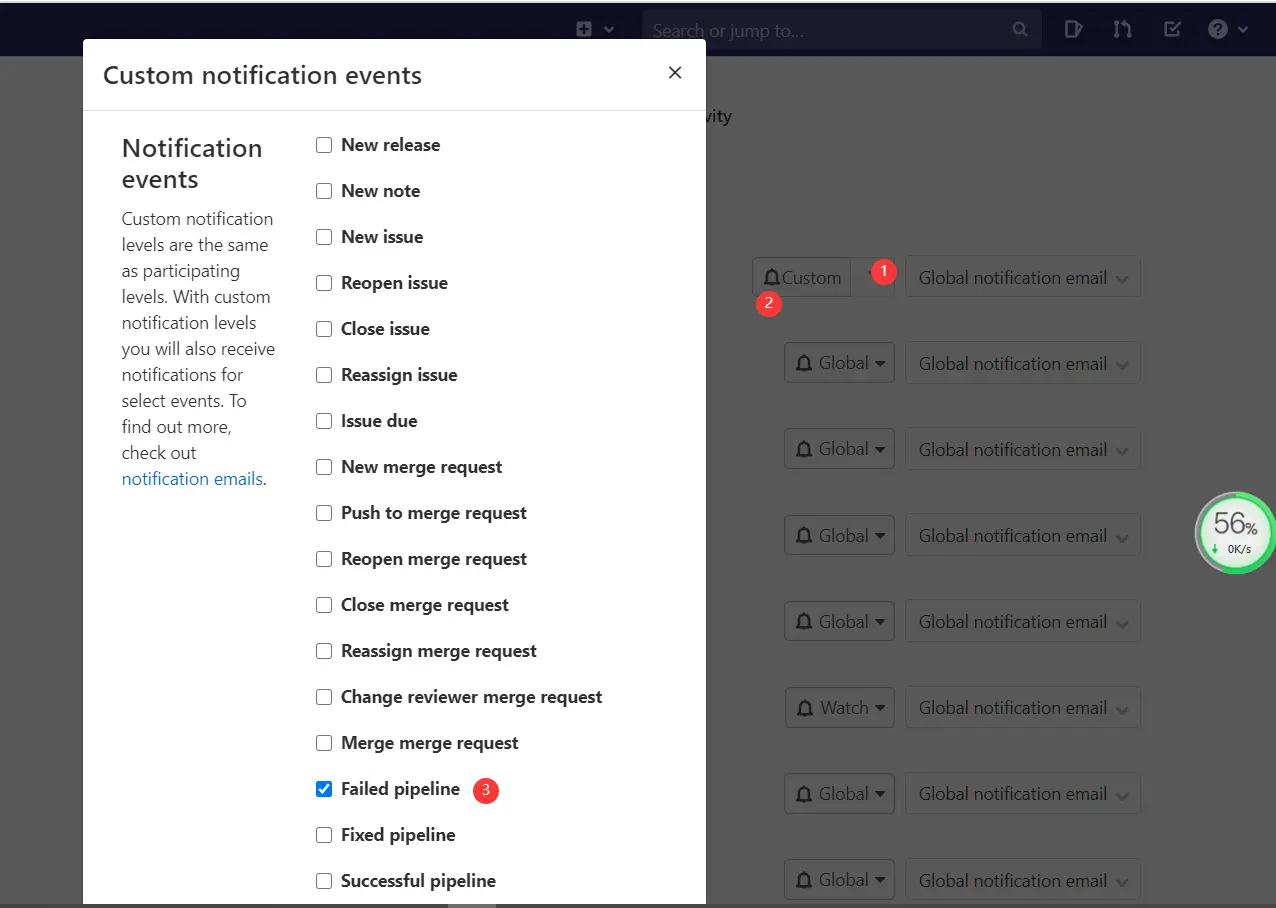 Search or jump to...
Custom notification events
vity
Notification
events
Custom notification
levels are the same
as participating
levels. With custom
notification levels
you will also receive
notifications for
select events. To
find out more,
check out
notification emails.
New release
New note
New issue
Reopen issue
Close issue
Reassign issue
Issue due
New merge request
Push to merge request
Reopen merge request
Close merge request
Reassign merge request
Change reviewer merge request
Merge merge request
Failed pipeline 3
Fixed pipeline
Successful pipeline
Custom 1 Global notification email
2
Global Global notification email
Global Global notification email
Global Global notification email
Global Global notification email
Watch Global notification email
Global Global notification email
Global Global notification email
56%
0K/s